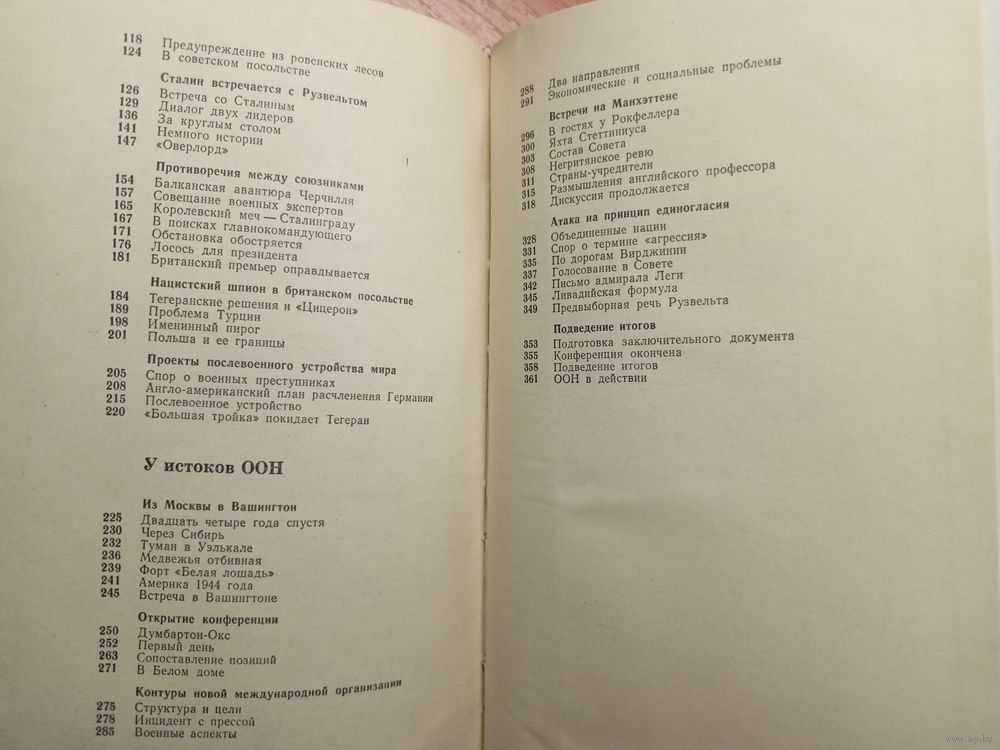 118 Предупреждение из ровенских лесов
124 В советском посольстве
Сталин встречается с Рузвельтом
126 Встреча со Сталиным
129 Диалог двух лидеров
136 За круглым столом
141 Немного истории
147 «Оверлорд»
Противоречия между союзниками
154 Балканская авантюра Черчилля
157 Совещание военных экспертов
165 Королевский меч — Сталинграду
167 В поисках главнокомандующего
171 Обстановка обостряется
176 Лосось для президента
181 Британский премьер оправдывается
Нацистский шпион в британском посольстве
184 Тегеранские решения и «Цицерон»
189 Проблема Турции
198 Именинный пирог
201 Польша и ее границы
Проекты послевоенного устройства мира
205 Спор о военных преступниках
208 Англо-американский план расчленения Германии
215 Послевоенное устройство
220 «Большая тройка» покидает Тегеран
У истоков ООН
Из Москвы в Вашингтон
225 Двадцать четыре года спустя
230 Через Сибирь
232 Туман в Уэлькале
236 Медвежья отбивная
239 Форт «Белая лошадь»
241 Америка 1944 года
245 Встреча в Вашингтоне
Открытие конференции
250 Думбартон-Окс
252 Первый день
263 Сопоставление позиций
271 В Белом доме
Контуры новой международной организации
275 Структура и цели
278 Инцидент с прессой
285 Военные аспекты
288 Два направления
291 Экономические и социальные проблемы
Встречи на Манхэттене
296 В гостях у Рокфеллера
300 Яхта Стеттиниуса
303 Состав Совета
308 Негритянское ревю
311 Страны-учредители
315 Размышления английского профессора
318 Дискуссия продолжается
Атака на принцип единогласия
328 Объединенные нации
331 Спор о термине «агрессия»
335 По дорогам Вирджинии
337 Голосование в Совете
342 Письмо адмирала Леги
345 Ливадийская формула
349 Предвыборная речь Рузвельта
Подведение итогов
353 Подготовка заключительного документа
355 Конференция окончена
358 Подведение итогов
361 ООН в действии
www.ay.by